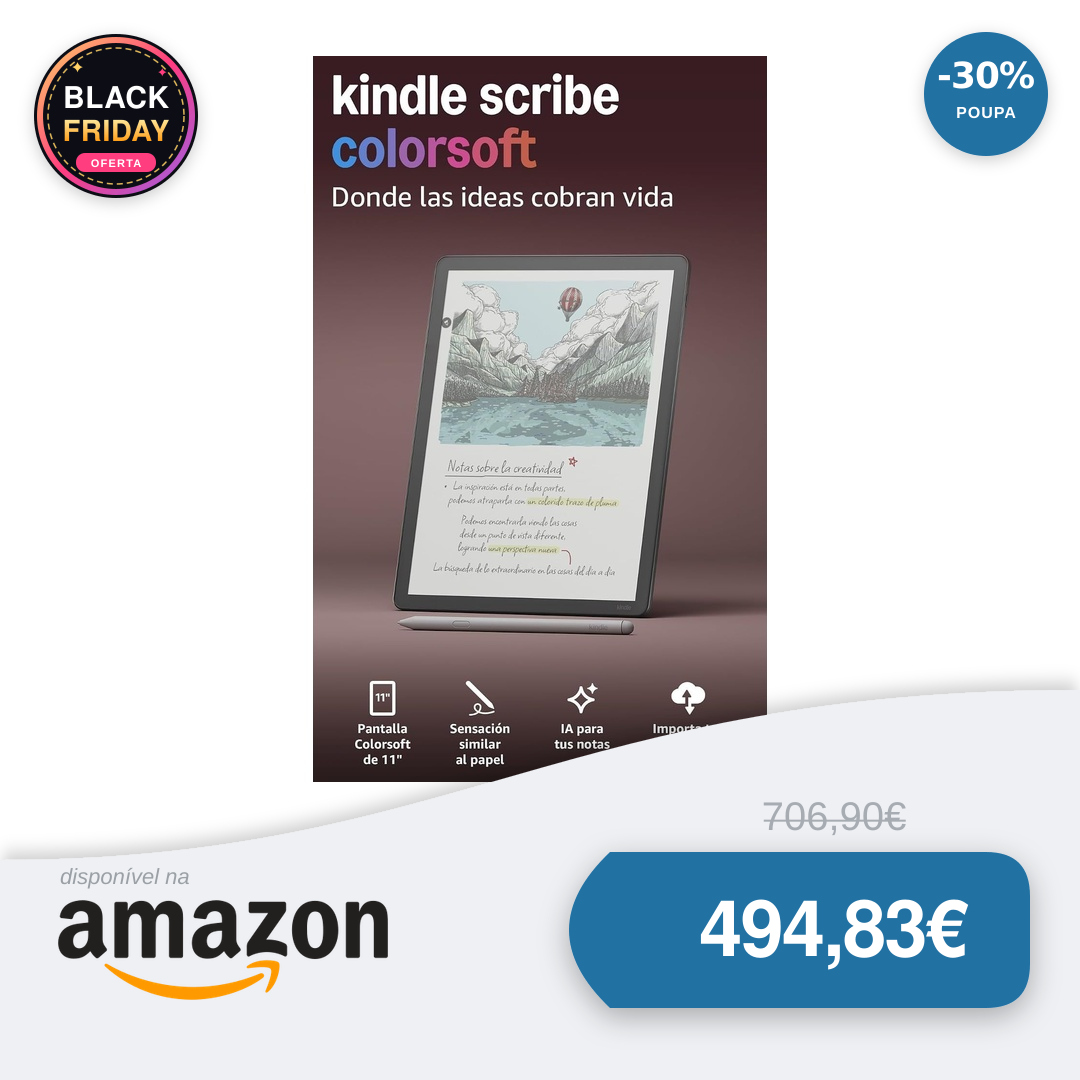 BLACK
FRIDAY
OFERTA
-30%
POUPA
kindle scribe
colorsoft
Donde las ideas cobran vida
Notas sobre la creatividad
• La inspiración está en todas partes,
podemos atraparla con un colorido trazo de pluma
Podemos encontrarla viendo las cosas
desde un punto de vista diferente,
logrando una perspectiva nueva
La búsqueda de lo extraordinario en las cosas del día a día
kindle
11"
Pantalla
Colorsoft
de 11"
Sensación
similar
al papel
IA para
tus notas
706,90€
494,83€
disponível na
amazon